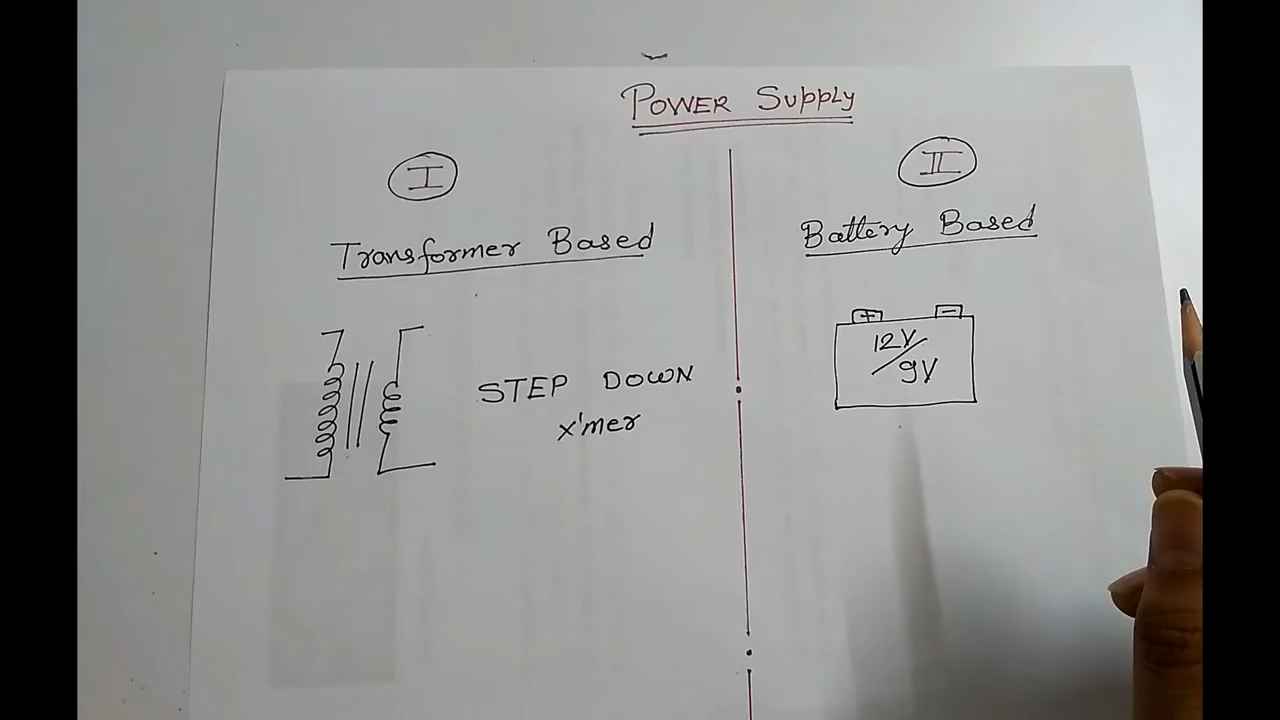 POWER Supply
I
Transformer Based
STEP DOWN
x'mer
II
Battery Based
+ -
12V/9V